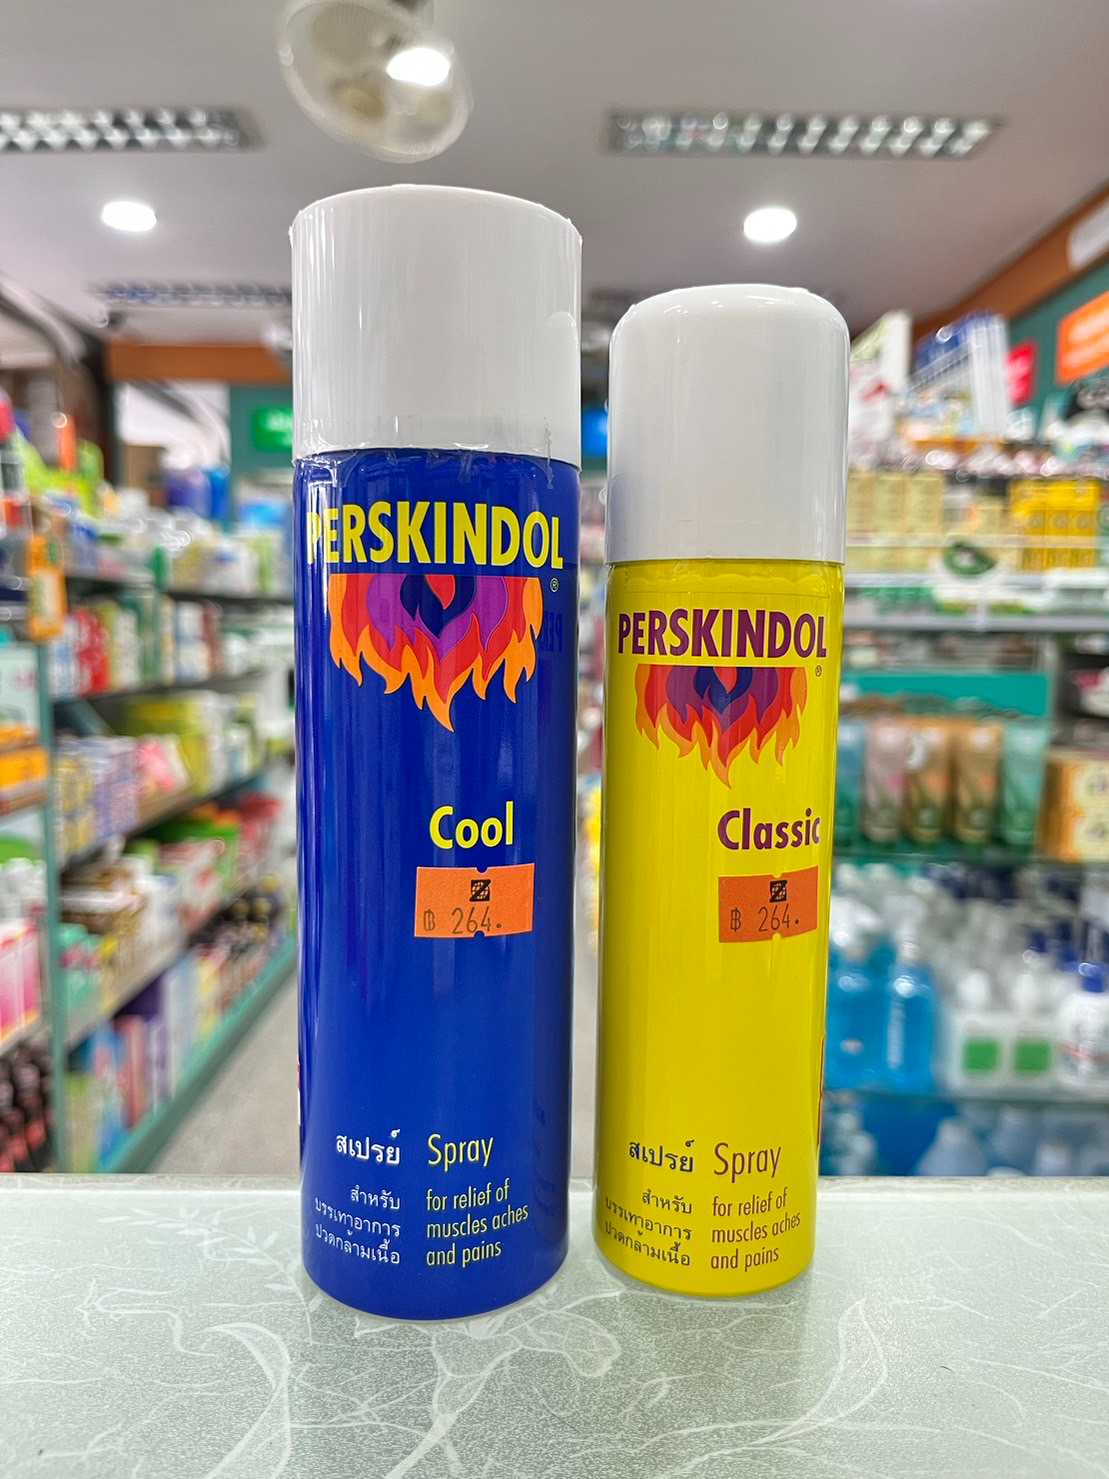 PERSKINDOL
®
Cool
฿ 264.
สเปรย์ Spray
สำหรับ
บรรเทาอาการ
ปวดกล้ามเนื้อ
for relief of
muscles aches
and pains
PERSKINDOL
®
Classic
฿ 264.
สเปรย์ Spray
สำหรับ
บรรเทาอาการ
ปวดกล้ามเนื้อ
for relief of
muscles aches
and pains